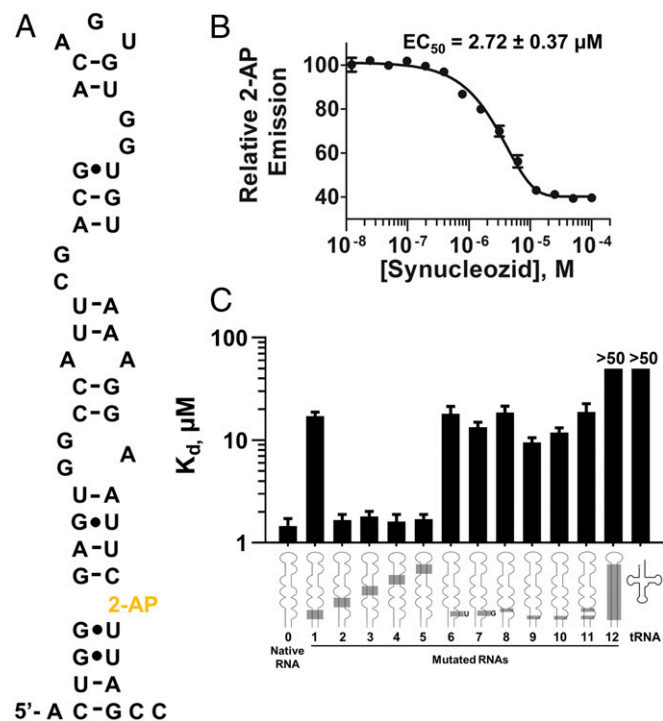 A
G
A U
C-G
A-U
G
G
G•U
C-G
A-U
G
C
U-A
U-A
A A
C-G
C-G
G A
G
U-A
G•U
A-U
G-C
2-AP
G•U
G•U
U-A
5'- A C-G C C
B
EC50 = 2.72 ± 0.37 µM
Relative 2-AP
Emission
100
80
60
40
10-8 10-7 10-6 10-5 10-4
[Synucleozid], M
C
Kd, µM
100
10
1
>50 >50
U G
0 1 2 3 4 5 6 7 8 9 10 11 12 tRNA
Native
RNA
Mutated RNAs